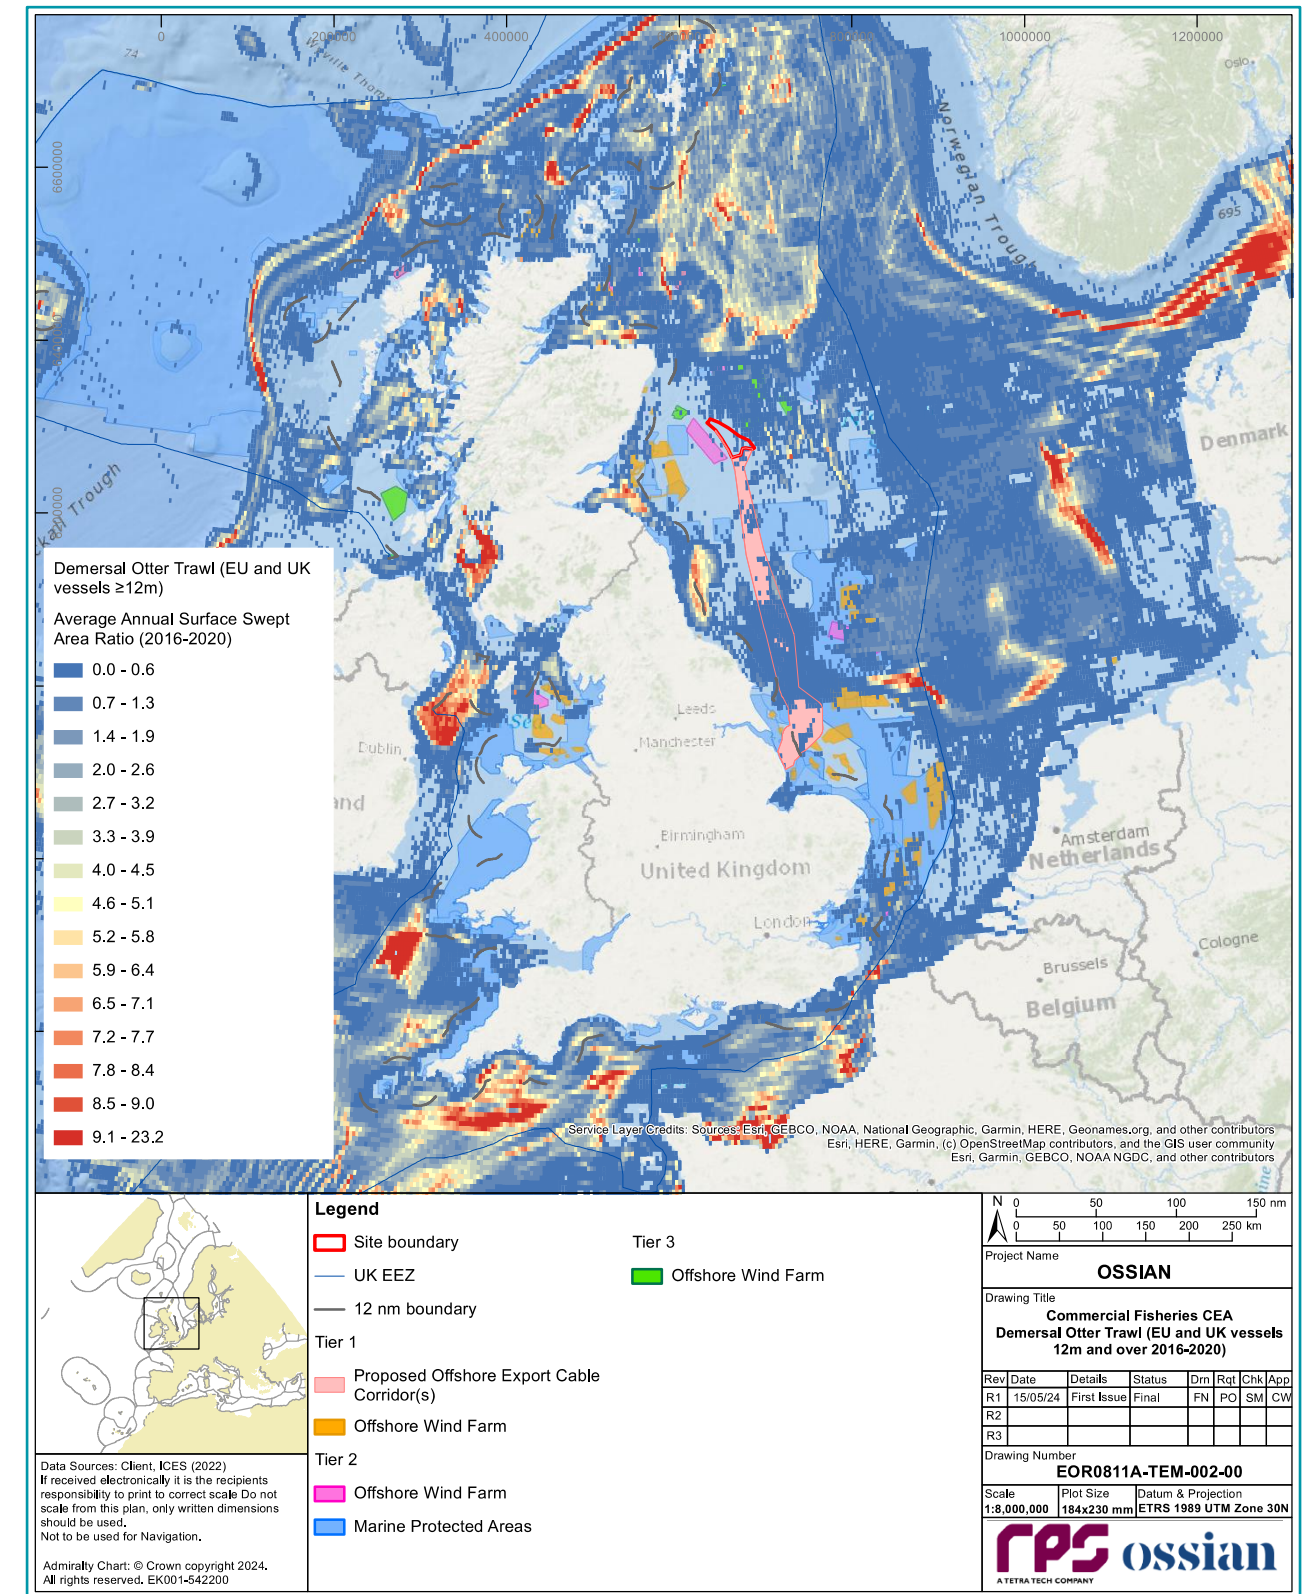 0
200000
400000
800000
1000000
1200000
74
Oslo
Norwegian Trough
695
6600000
Denmark
Trough
Demersal Otter Trawl (EU and UK
vessels ≥12m)
Average Annual Surface Swept
Area Ratio (2016-2020)
0.0 - 0.6
0.7 - 1.3
1.4 - 1.9
2.0 - 2.6
2.7 - 3.2
3.3 - 3.9
4.0 - 4.5
4.6 - 5.1
5.2 - 5.8
5.9 - 6.4
6.5 - 7.1
7.2 - 7.7
7.8 - 8.4
8.5 - 9.0
9.1 - 23.2
Leeds
Manchester
Dublin
Birmingham
United Kingdom
London
Amsterdam
Netherlands
Cologne
Brussels
Belgium
Service Layer Credits: Sources: Esri, GEBCO, NOAA, National Geographic, Garmin, HERE, Geonames.org, and other contributors
Esri, HERE, Garmin, (c) OpenStreetMap contributors, and the GIS user community
Esri, Garmin, GEBCO, NOAA NGDC, and other contributors
Legend
Site boundary
UK EEZ
12 nm boundary
Tier 1
Proposed Offshore Export Cable
Corridor(s)
Offshore Wind Farm
Tier 2
Offshore Wind Farm
Marine Protected Areas
Tier 3
Offshore Wind Farm
Data Sources: Client, ICES (2022)
If received electronically it is the recipients
responsibility to print to correct scale Do not
scale from this plan, only written dimensions
should be used.
Not to be used for Navigation.
Admiralty Chart: © Crown copyright 2024.
All rights reserved. EK001-542200
N
0 50 100 150 nm
0 50 100 150 200 250 km
Project Name
OSSIAN
Drawing Title
Commercial Fisheries CEA
Demersal Otter Trawl (EU and UK vessels
12m and over 2016-2020)
Rev Date Details Status Drn Rqt Chk App
R1 15/05/24 First Issue Final FN PO SM CW
R2
R3
Drawing Number
EOR0811A-TEM-002-00
Scale Plot Size Datum & Projection
1:8,000,000 184x230 mm ETRS 1989 UTM Zone 30N
rps ossian
A TETRA TECH COMPANY